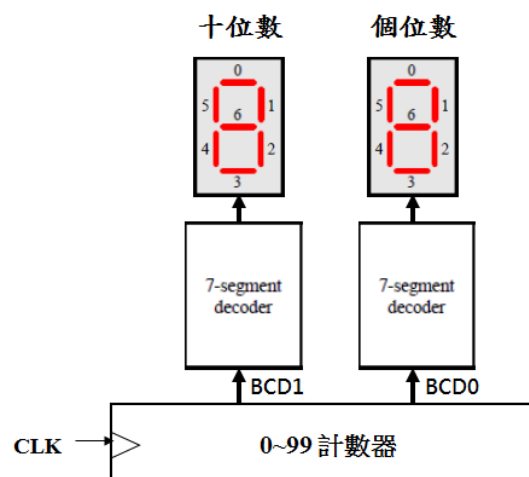 十位數 個位數
0 0
5 1 5 1
6 6
4 2 4 2
3 3
7-segment decoder 7-segment decoder
BCD1 BCD0
CLK 0~99 計數器